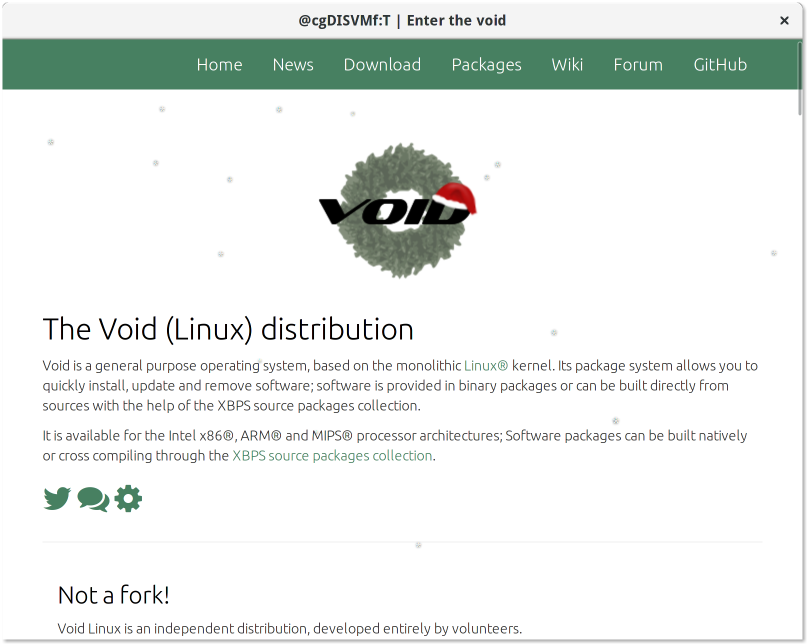 @cgDISVMf:T | Enter the void
Home News Download Packages Wiki Forum GitHub
VOID
The Void (Linux) distribution
Void is a general purpose operating system, based on the monolithic Linux® kernel. Its package system allows you to
quickly install, update and remove software; software is provided in binary packages or can be built directly from
sources with the help of the XBPS source packages collection.
It is available for the Intel x86®, ARM® and MIPS® processor architectures; Software packages can be built natively
or cross compiling through the XBPS source packages collection.
Not a fork!
Void Linux is an independent distribution, developed entirely by volunteers.